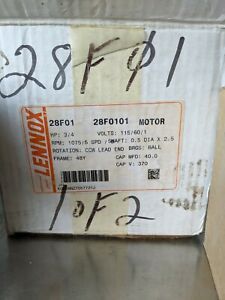 28F01
LENNOX
28F01 28F0101 MOTOR
HP: 3/4 VOLTS: 115/60/1
RPM: 1075/5 SPD /SHAFT: 0.5 DIA X 2.5
ROTATION: CCW LEAD END BRGS: BALL
FRAME: 48Y CAP MFD: 40.0
CAP V: 370
1 OF 2